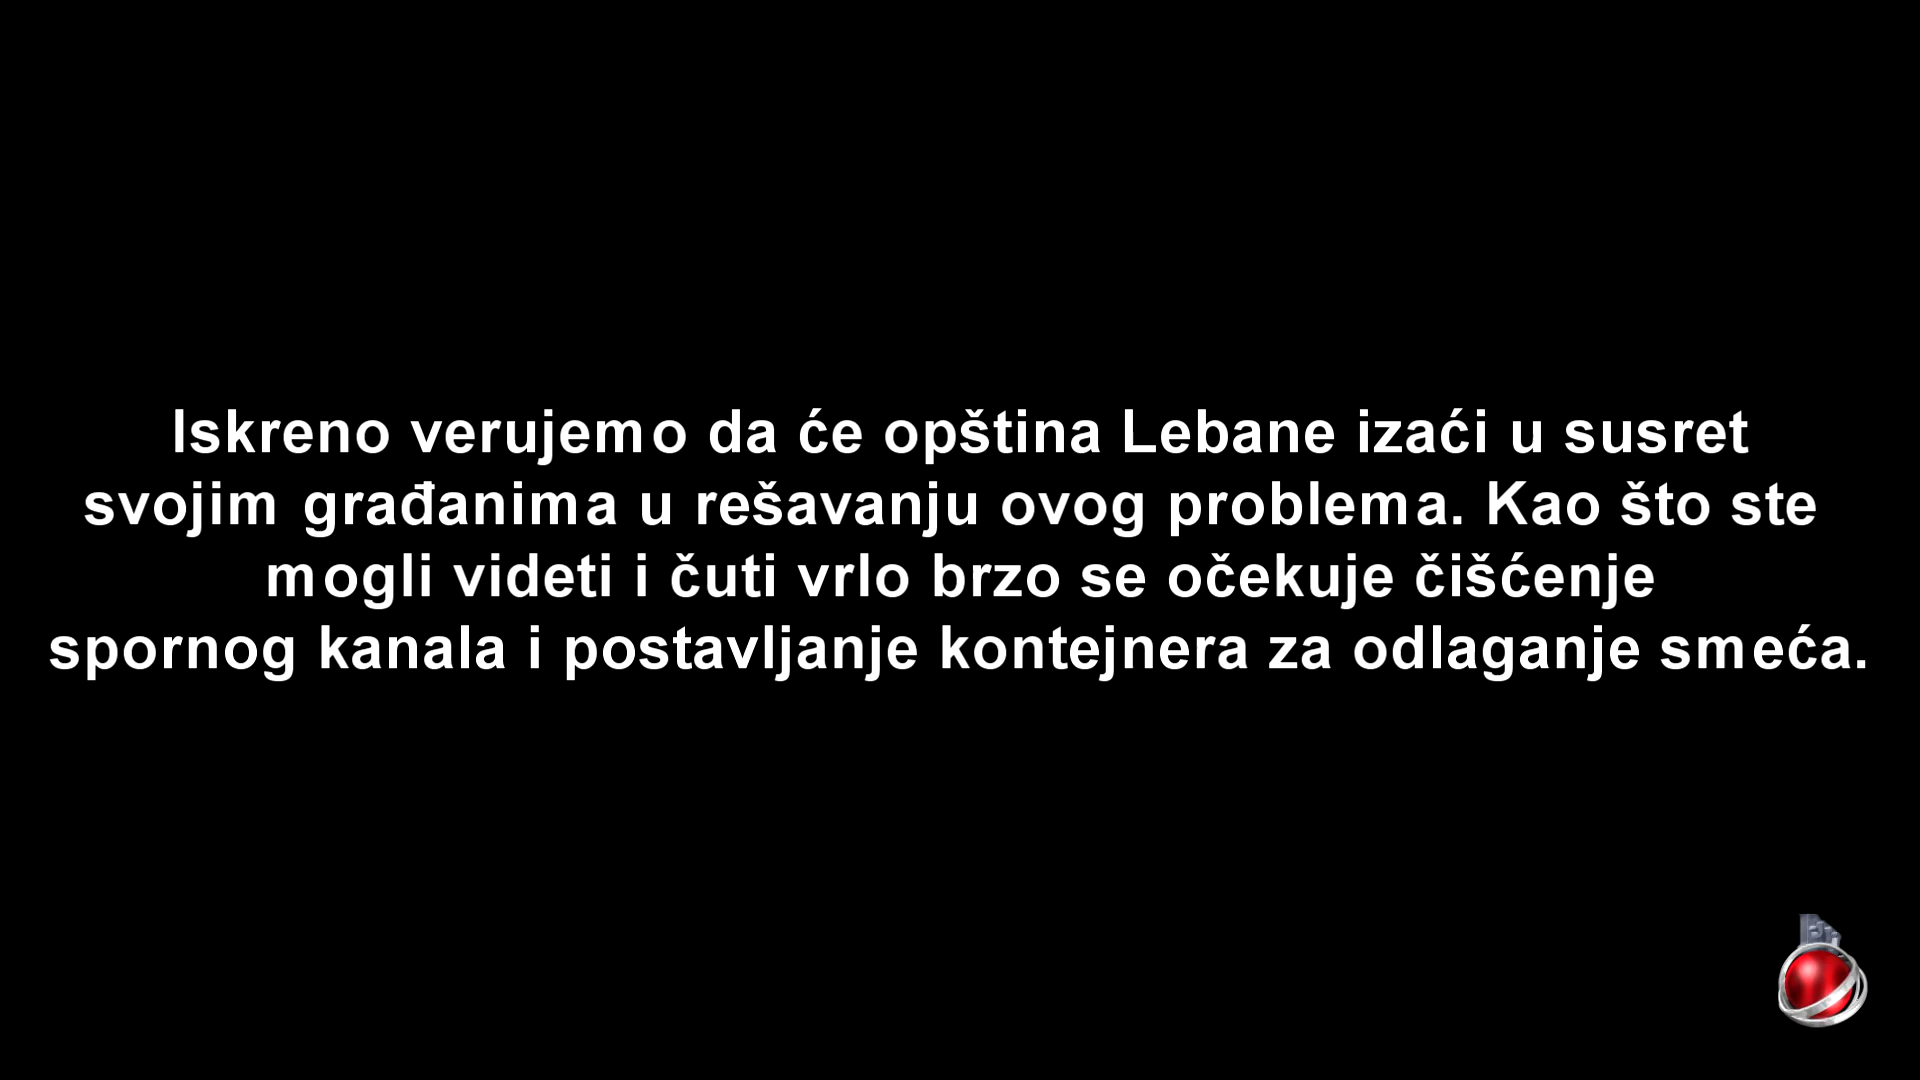 Iskreno verujemo da će opština Lebane izaći u susret
svojim građanima u rešavanju ovog problema. Kao što ste
mogli videti i čuti vrlo brzo se očekuje čišćenje
spornog kanala i postavljanje kontejnera za odlaganje smeća.